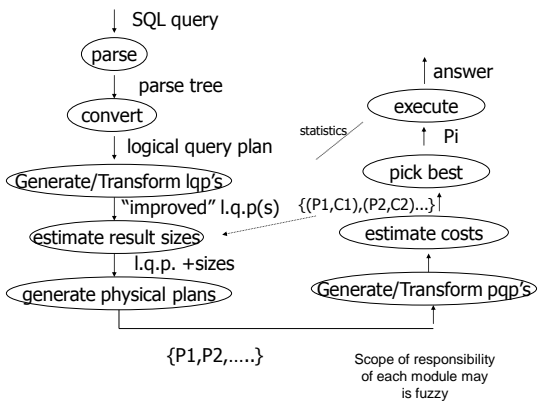 SQL query
parse
parse tree
convert
logical query plan
Generate/Transform lqp's
“improved” l.q.p(s)
estimate result sizes
l.q.p. +sizes
generate physical plans
{P1,P2,…..}
Generate/Transform pqp's
estimate costs
{(P1,C1),(P2,C2)...}
pick best
Pi
execute
answer
statistics
Scope of responsibility
of each module may
is fuzzy